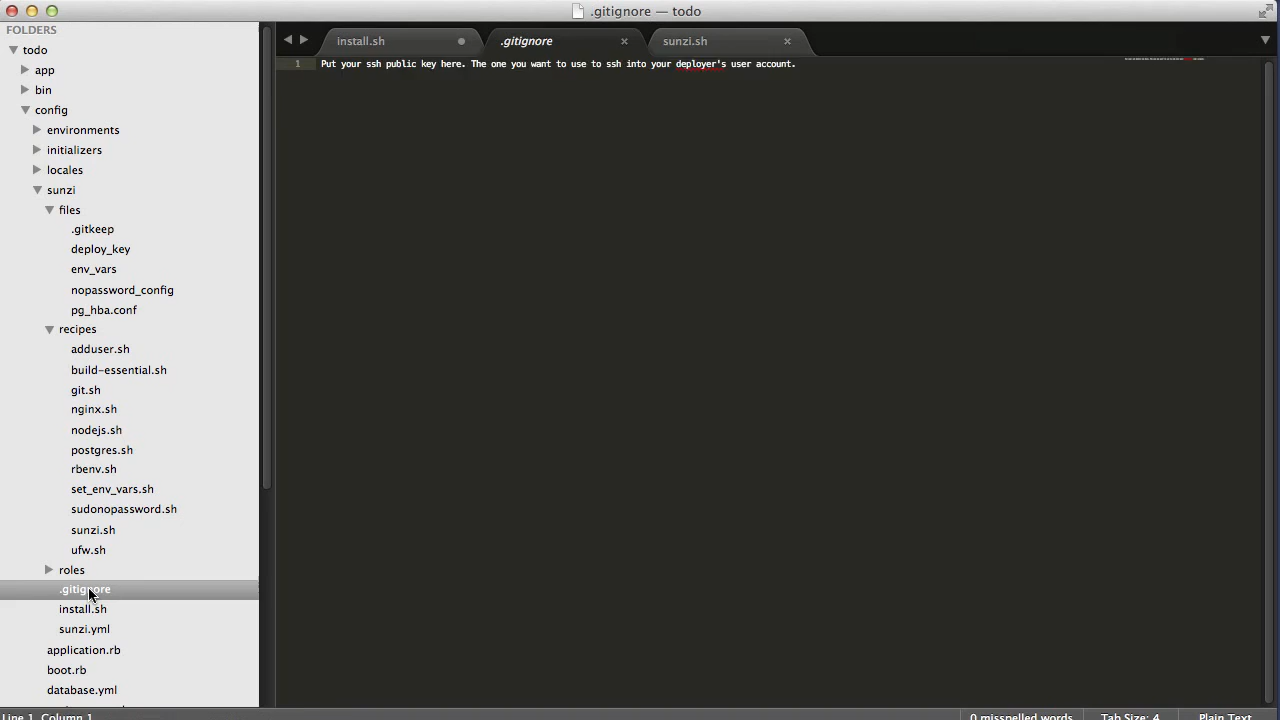 .gitignore — todo
FOLDERS
todo
app
bin
config
environments
initializers
locales
sunzi
files
.gitkeep
deploy_key
env_vars
nopassword_config
pg_hba.conf
recipes
adduser.sh
build-essential.sh
git.sh
nginx.sh
nodejs.sh
postgres.sh
rbenv.sh
set_env_vars.sh
sudonopassword.sh
sunzi.sh
ufw.sh
roles
.gitignore
install.sh
sunzi.yml
application.rb
boot.rb
database.yml
install.sh
.gitignore
sunzi.sh
1 Put your ssh public key here. The one you want to use to ssh into your deployer's user account.
Line 1, Column 1
0 misspelled words
Tab Size: 4
Plain Text